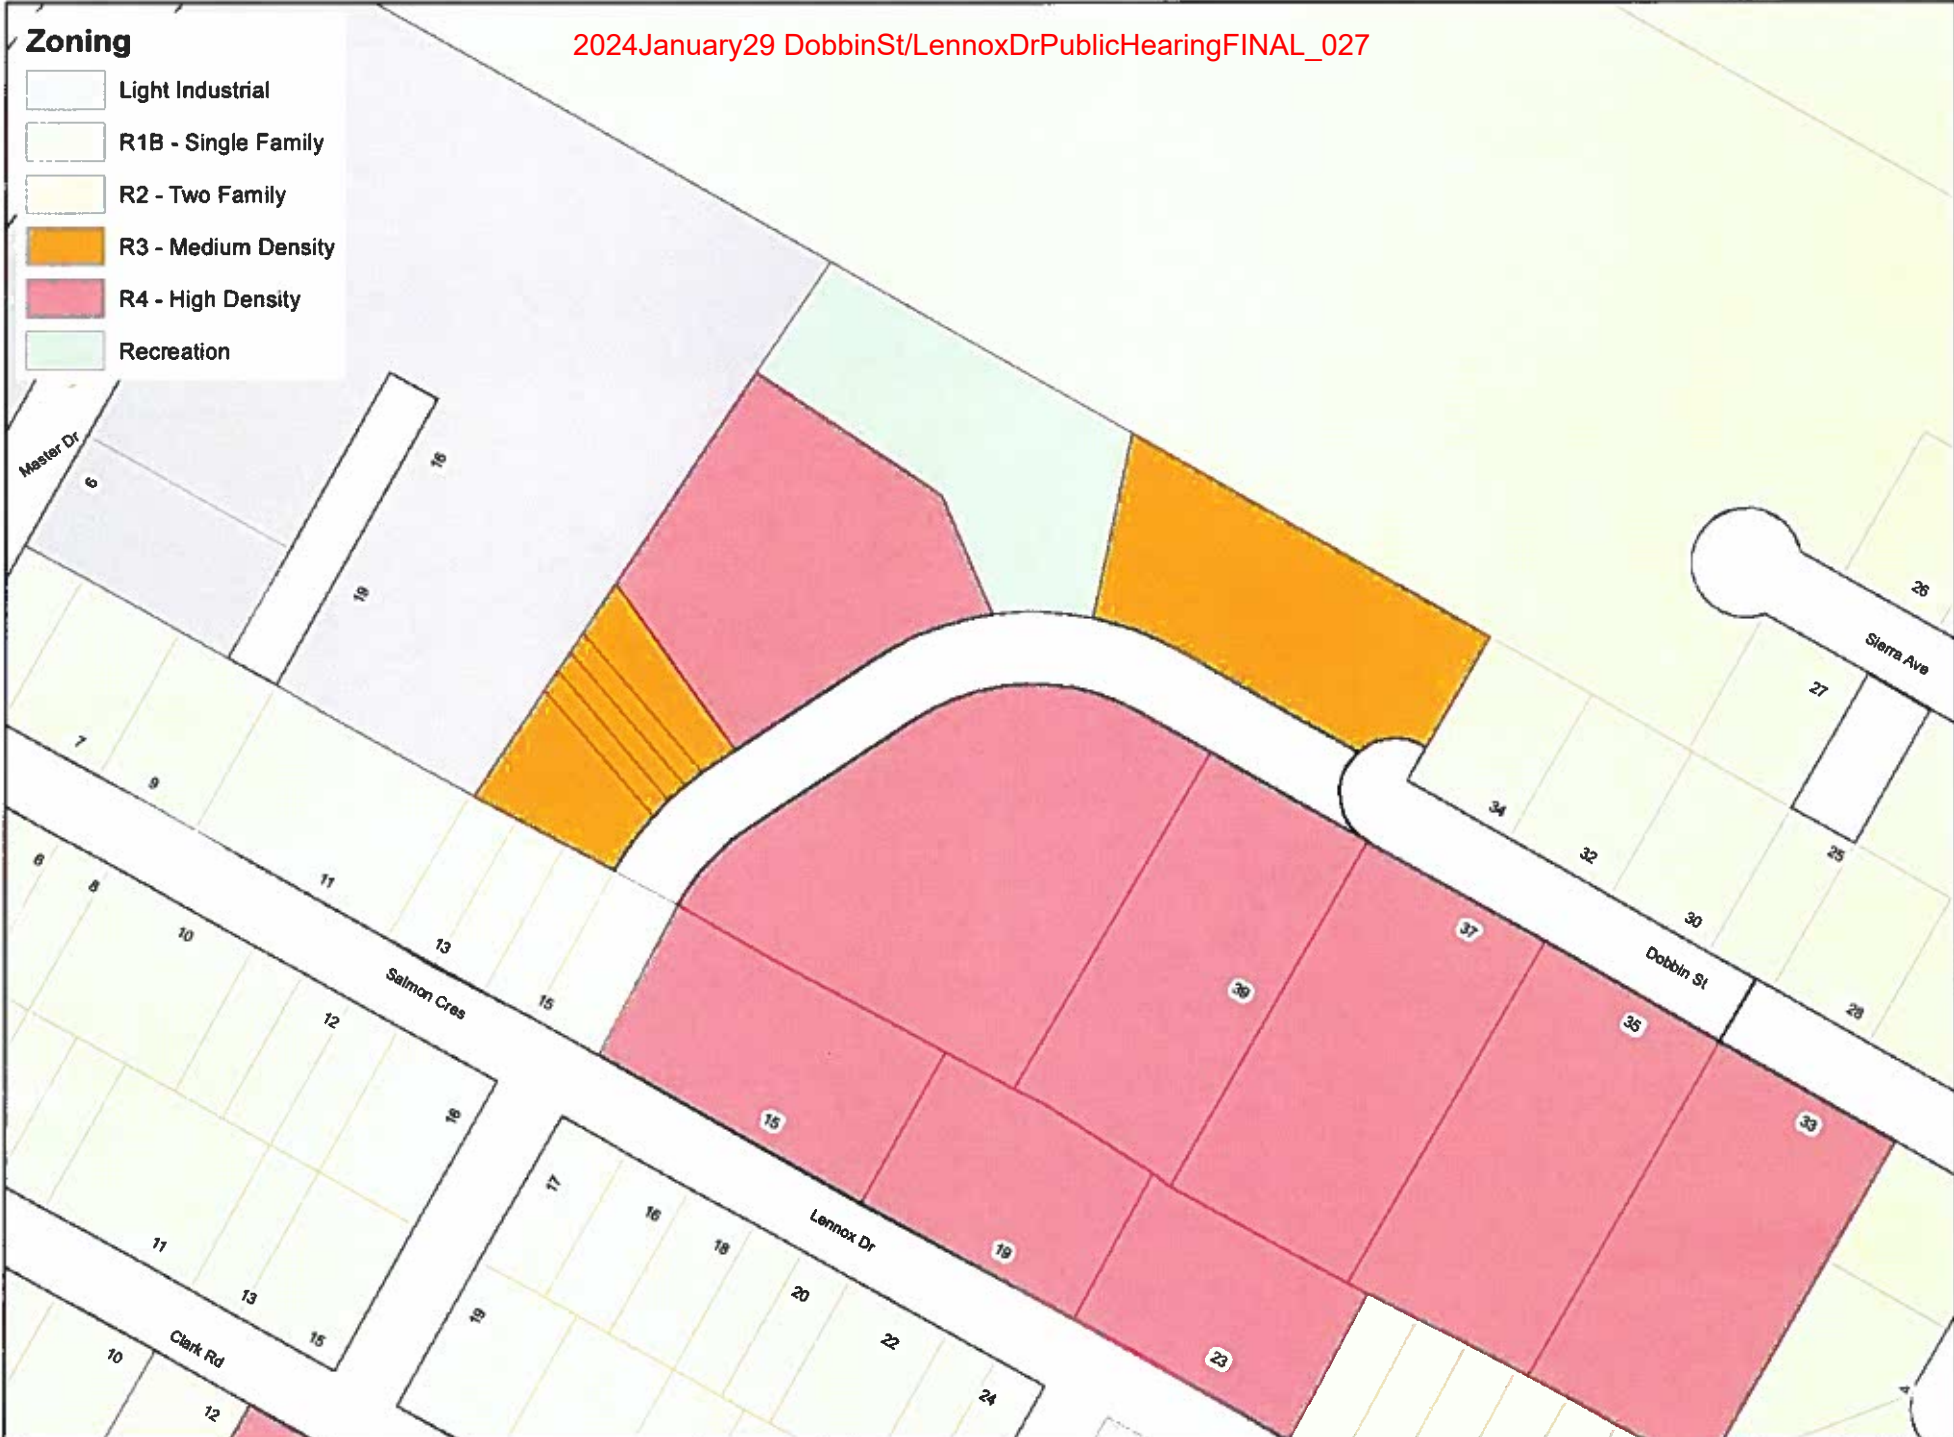 2024January29 DobbinSt/LennoxDrPublicHearingFINAL_027
Zoning
Light Industrial
R1B - Single Family
R2 - Two Family
R3 - Medium Density
R4 - High Density
Recreation
Master Dr
6
16
19
26
Sierra Ave
27
25
34
32
30
Dobbin St
28
7
9
11
13
15
6
8
10
12
Salmon Cres
16
39
37
35
33
15
19
23
Lennox Dr
17
16
18
20
22
24
19
11
13
15
Clark Rd
10
12
4